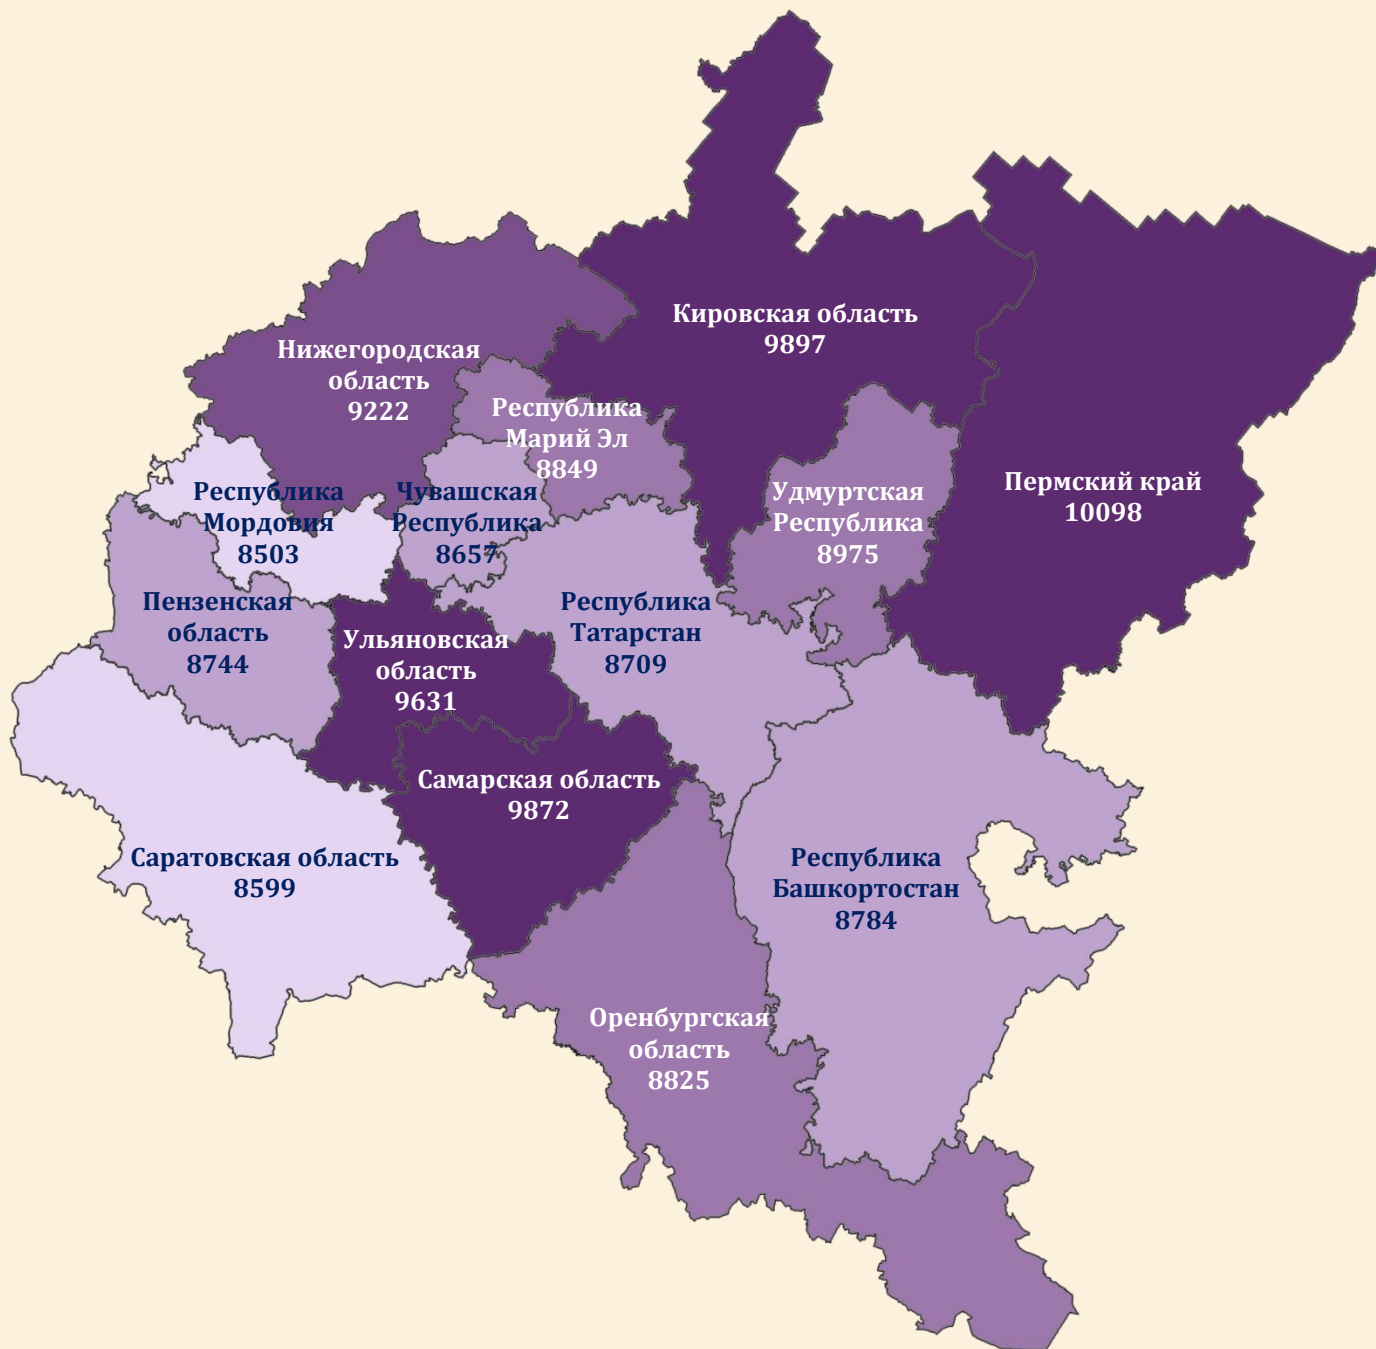 Кировская область
9897
Нижегородская
область
9222
Республика
Марий Эл
8849
Пермский край
10098
Удмуртская
Республика
8975
Республика
Мордовия
8503
Чувашская
Республика
8657
Пензенская
область
8744
Республика
Татарстан
8709
Ульяновская
область
9631
Самарская область
9872
Саратовская область
8599
Республика
Башкортостан
8784
Оренбургская
область
8825